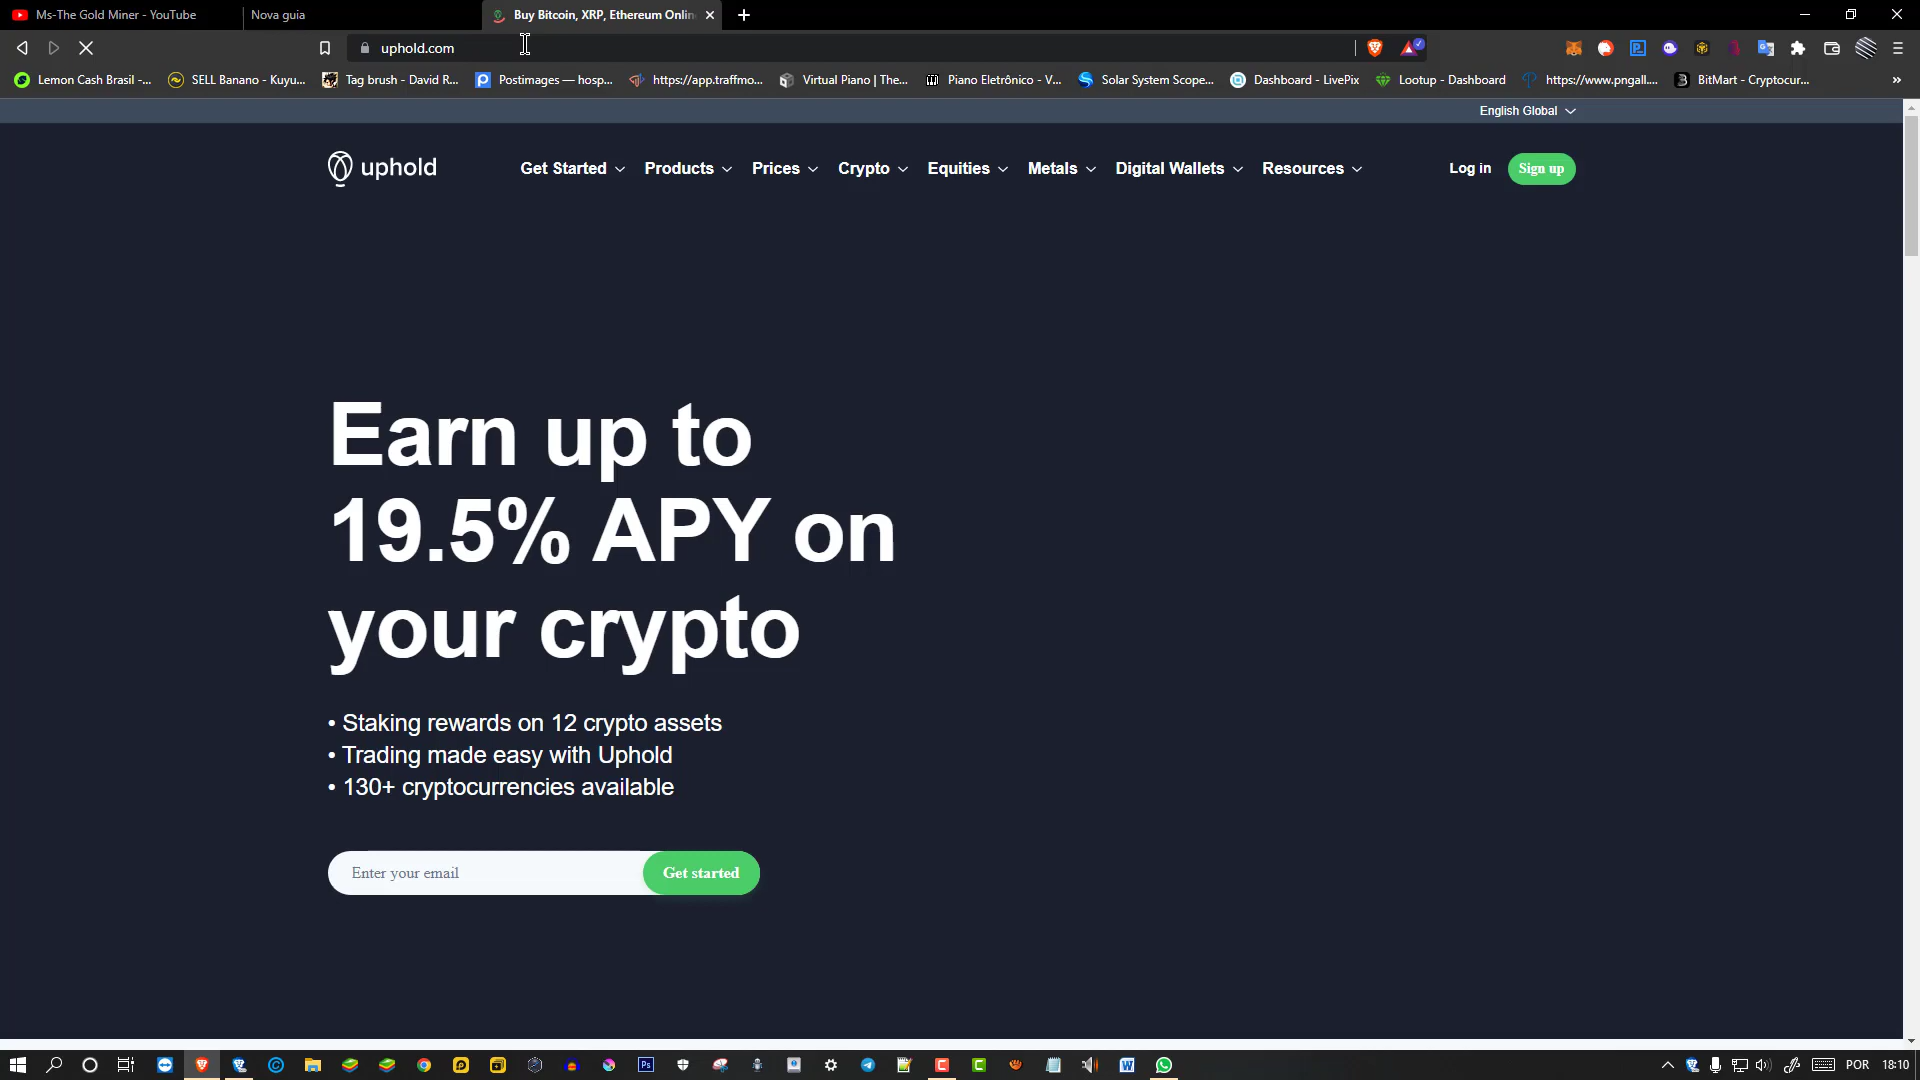 Ms-The Gold Miner - YouTube
Nova guia
Buy Bitcoin, XRP, Ethereum Onlin
uphold.com
Lemon Cash Brasil -...
SELL Banano - Kuyu...
Tag brush - David R...
Postimages — hosp...
https://app.traffmo...
Virtual Piano | The...
Piano Eletrônico - V...
Solar System Scope...
Dashboard - LivePix
Lootup - Dashboard
https://www.pngall....
BitMart - Cryptocur...
English Global
uphold
Get Started
Products
Prices
Crypto
Equities
Metals
Digital Wallets
Resources
Log in
Sign up
Earn up to
19.5% APY on
your crypto
• Staking rewards on 12 crypto assets
• Trading made easy with Uphold
• 130+ cryptocurrencies available
Enter your email
Get started
POR
18:10